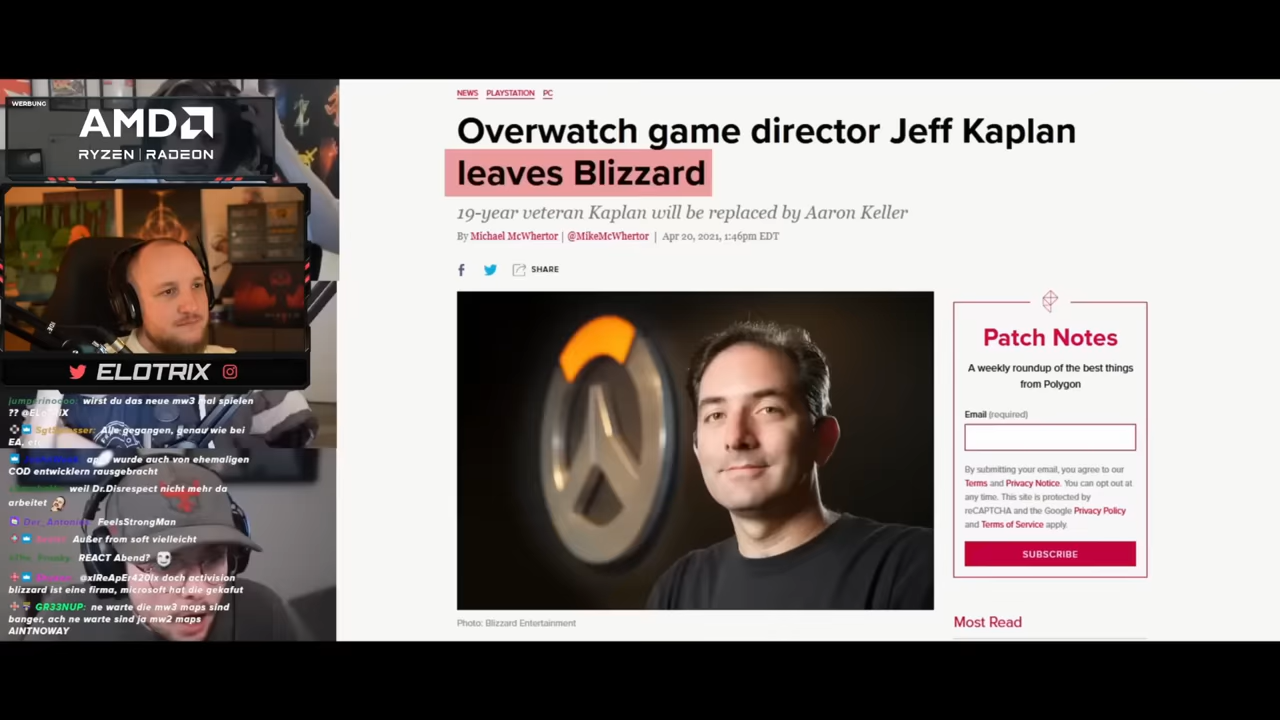 WERBUNG
AMD
RYZEN | RADEON
ELOTRIX
wirst du das neue mw3 mal spielen
??
Alle gegangen, genau wie bei
EA,
wurde auch von ehemaligen
COD entwicklern rausgebracht
weil Dr.Disrespect nicht mehr da
arbeitet
FeelsStrongMan
Außer from soft vielleicht
REACT Abend?
@xIReApEr420Ix doch activision
blizzard ist eine firma, microsoft hat die gekafut
GR33NUP: ne warte die mw3 maps sind
banger, ach ne warte sind ja mw2 maps
AINTNOWAY
NEWS PLAYSTATION PC
Overwatch game director Jeff Kaplan
leaves Blizzard
19-year veteran Kaplan will be replaced by Aaron Keller
By Michael McWhertor | @MikeMcWhertor | Apr 20, 2021, 1:46pm EDT
SHARE
Photo: Blizzard Entertainment
Patch Notes
A weekly roundup of the best things
from Polygon
Email (required)
By submitting your email, you agree to our
Terms and Privacy Notice. You can opt out at
any time. This site is protected by
reCAPTCHA and the Google Privacy Policy
and Terms of Service apply.
SUBSCRIBE
Most Read